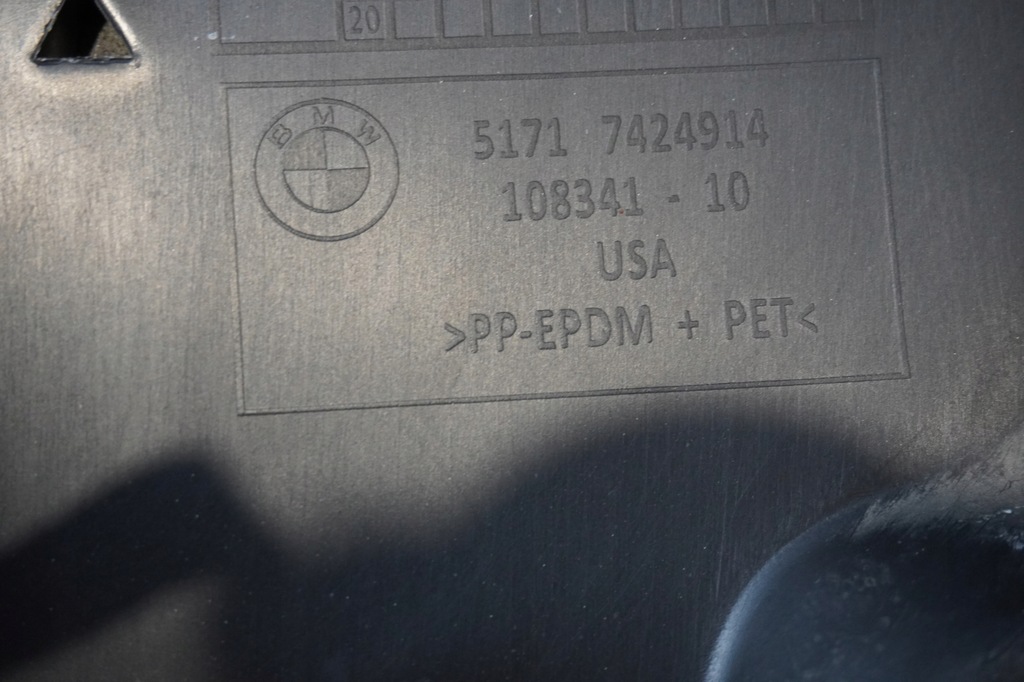 20
BMW
5171 7424914
108341 - 10
USA
>PP-EPDM + PET<